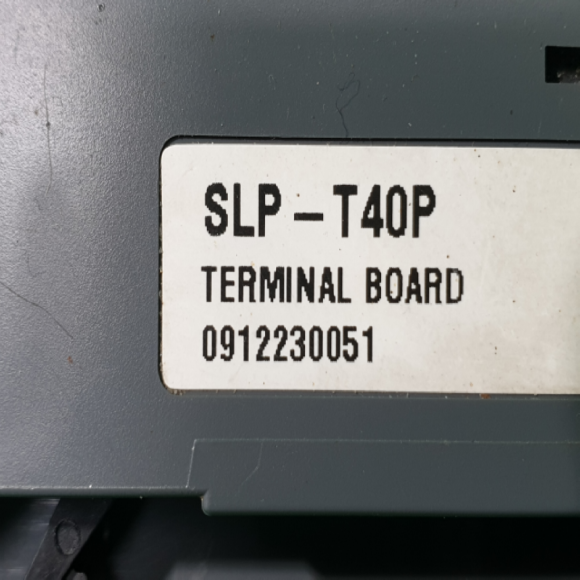 SLP - T40P
TERMINAL BOARD
0912230051